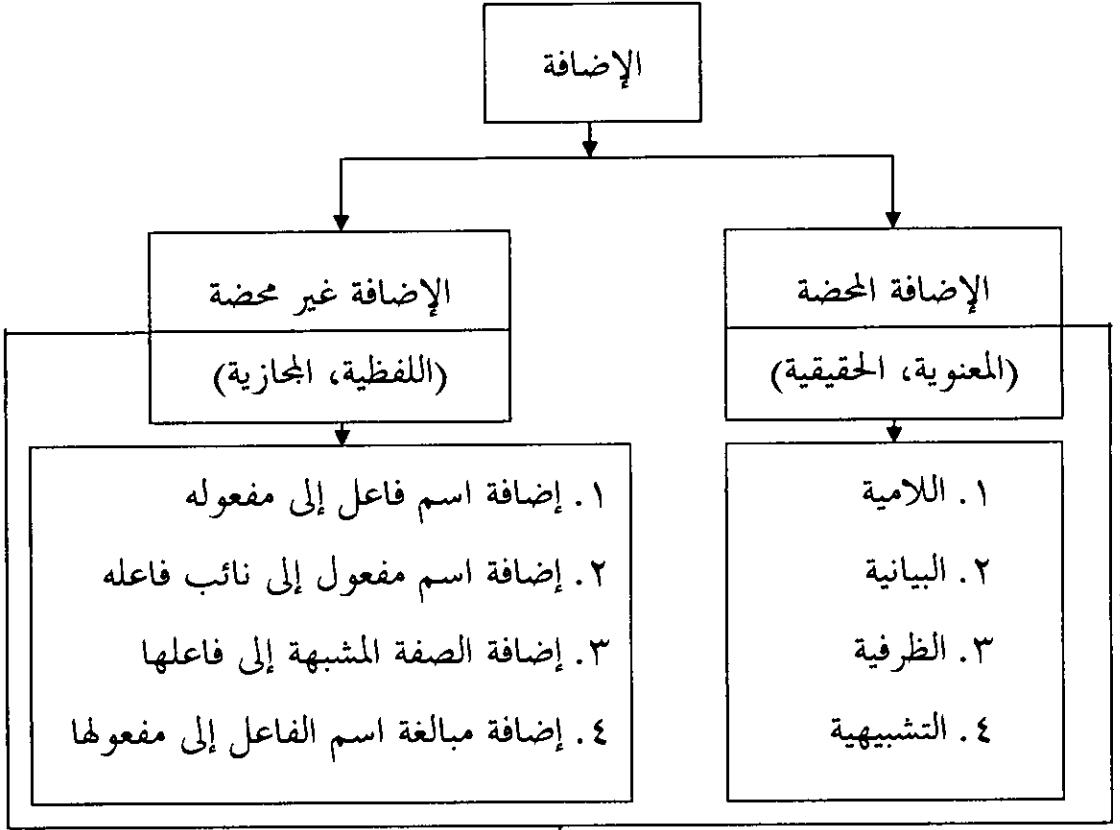 الإضافة
الإضافة المحضة
(المعنوية، الحقيقية)
١. اللامية
٢. البيانية
٣. الظرفية
٤. التشبيهية
الإضافة غير محضة
(اللفظية، المجازية)
١. إضافة اسم فاعل إلى مفعوله
٢. إضافة اسم مفعول إلى نائب فاعله
٣. إضافة الصفة المشبهة إلى فاعلها
٤. إضافة مبالغة اسم الفاعل إلى مفعولها